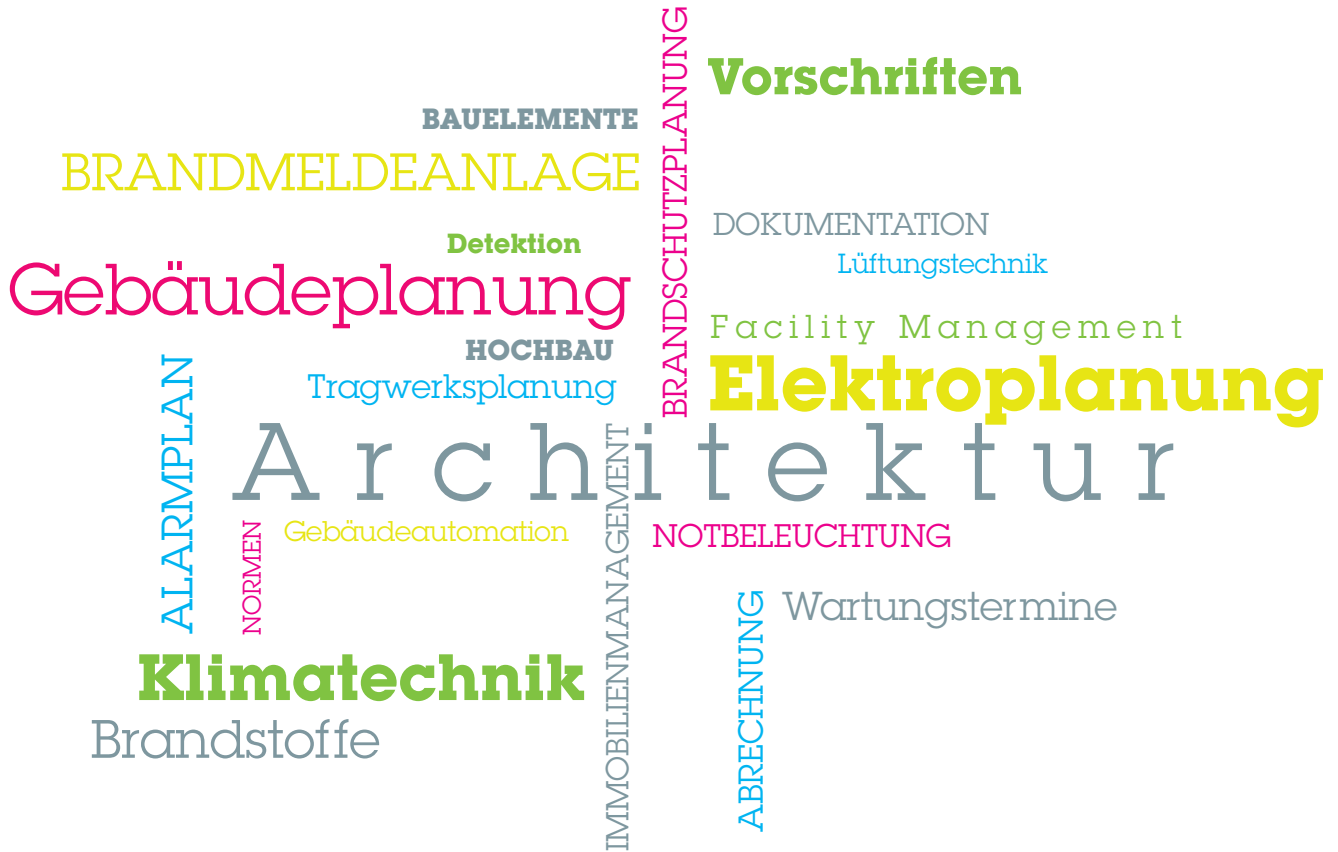 BRANDSCHUTZPLANUNG
Vorschriften
BAUELEMENTE
BRANDMELDEANLAGE
DOKUMENTATION
Detektion
Lüftungstechnik
Gebäudeplanung
Facility Management
HOCHBAU
Elektroplanung
Tragwerksplanung
ALARMPLAN
Architektur
IMMOBILIENMANAGEMENT
NORMEN
Gebäudeautomation
NOTBELEUCHTUNG
ABRECHNUNG
Wartungstermine
Klimatechnik
Brandstoffe